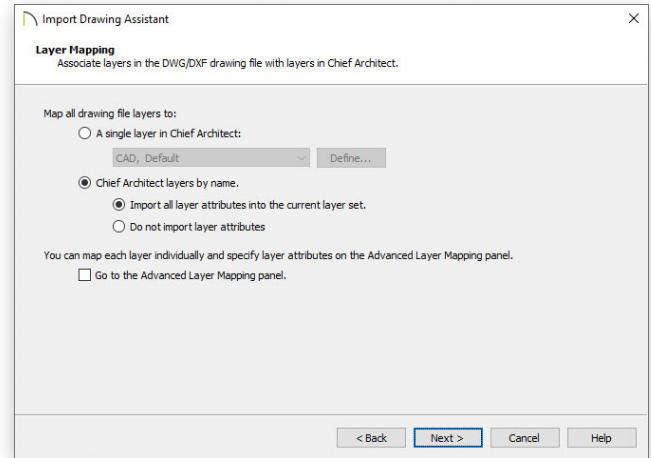 Import Drawing Assistant
Layer Mapping
Associate layers in the DWG/DXF drawing file with layers in Chief Architect.
Map all drawing file layers to:
A single layer in Chief Architect:
CAD, Default Define...
Chief Architect layers by name.
Import all layer attributes into the current layer set.
Do not import layer attributes
You can map each layer individually and specify layer attributes on the Advanced Layer Mapping panel.
Go to the Advanced Layer Mapping panel.
< Back Next > Cancel Help